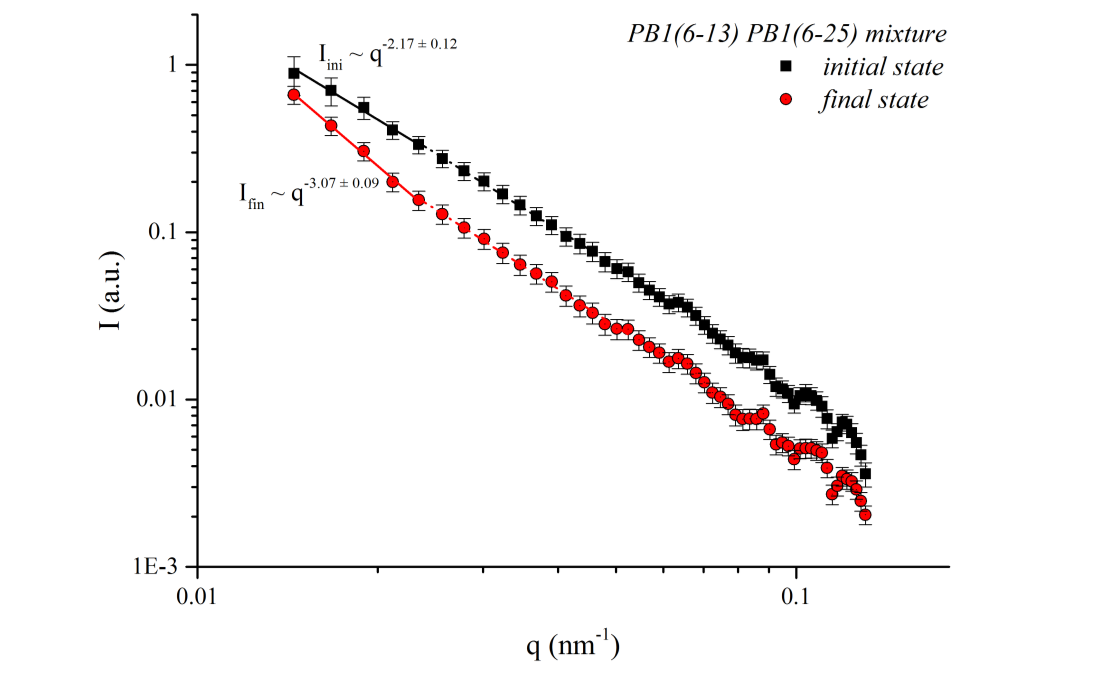 PB1(6-13) PB1(6-25) mixture
initial state
final state
I_ini ~ q^-2.17 ± 0.12
I_fin ~ q^-3.07 ± 0.09
1
0.1
0.01
1E-3
I (a.u.)
0.01 0.1
q (nm^-1)